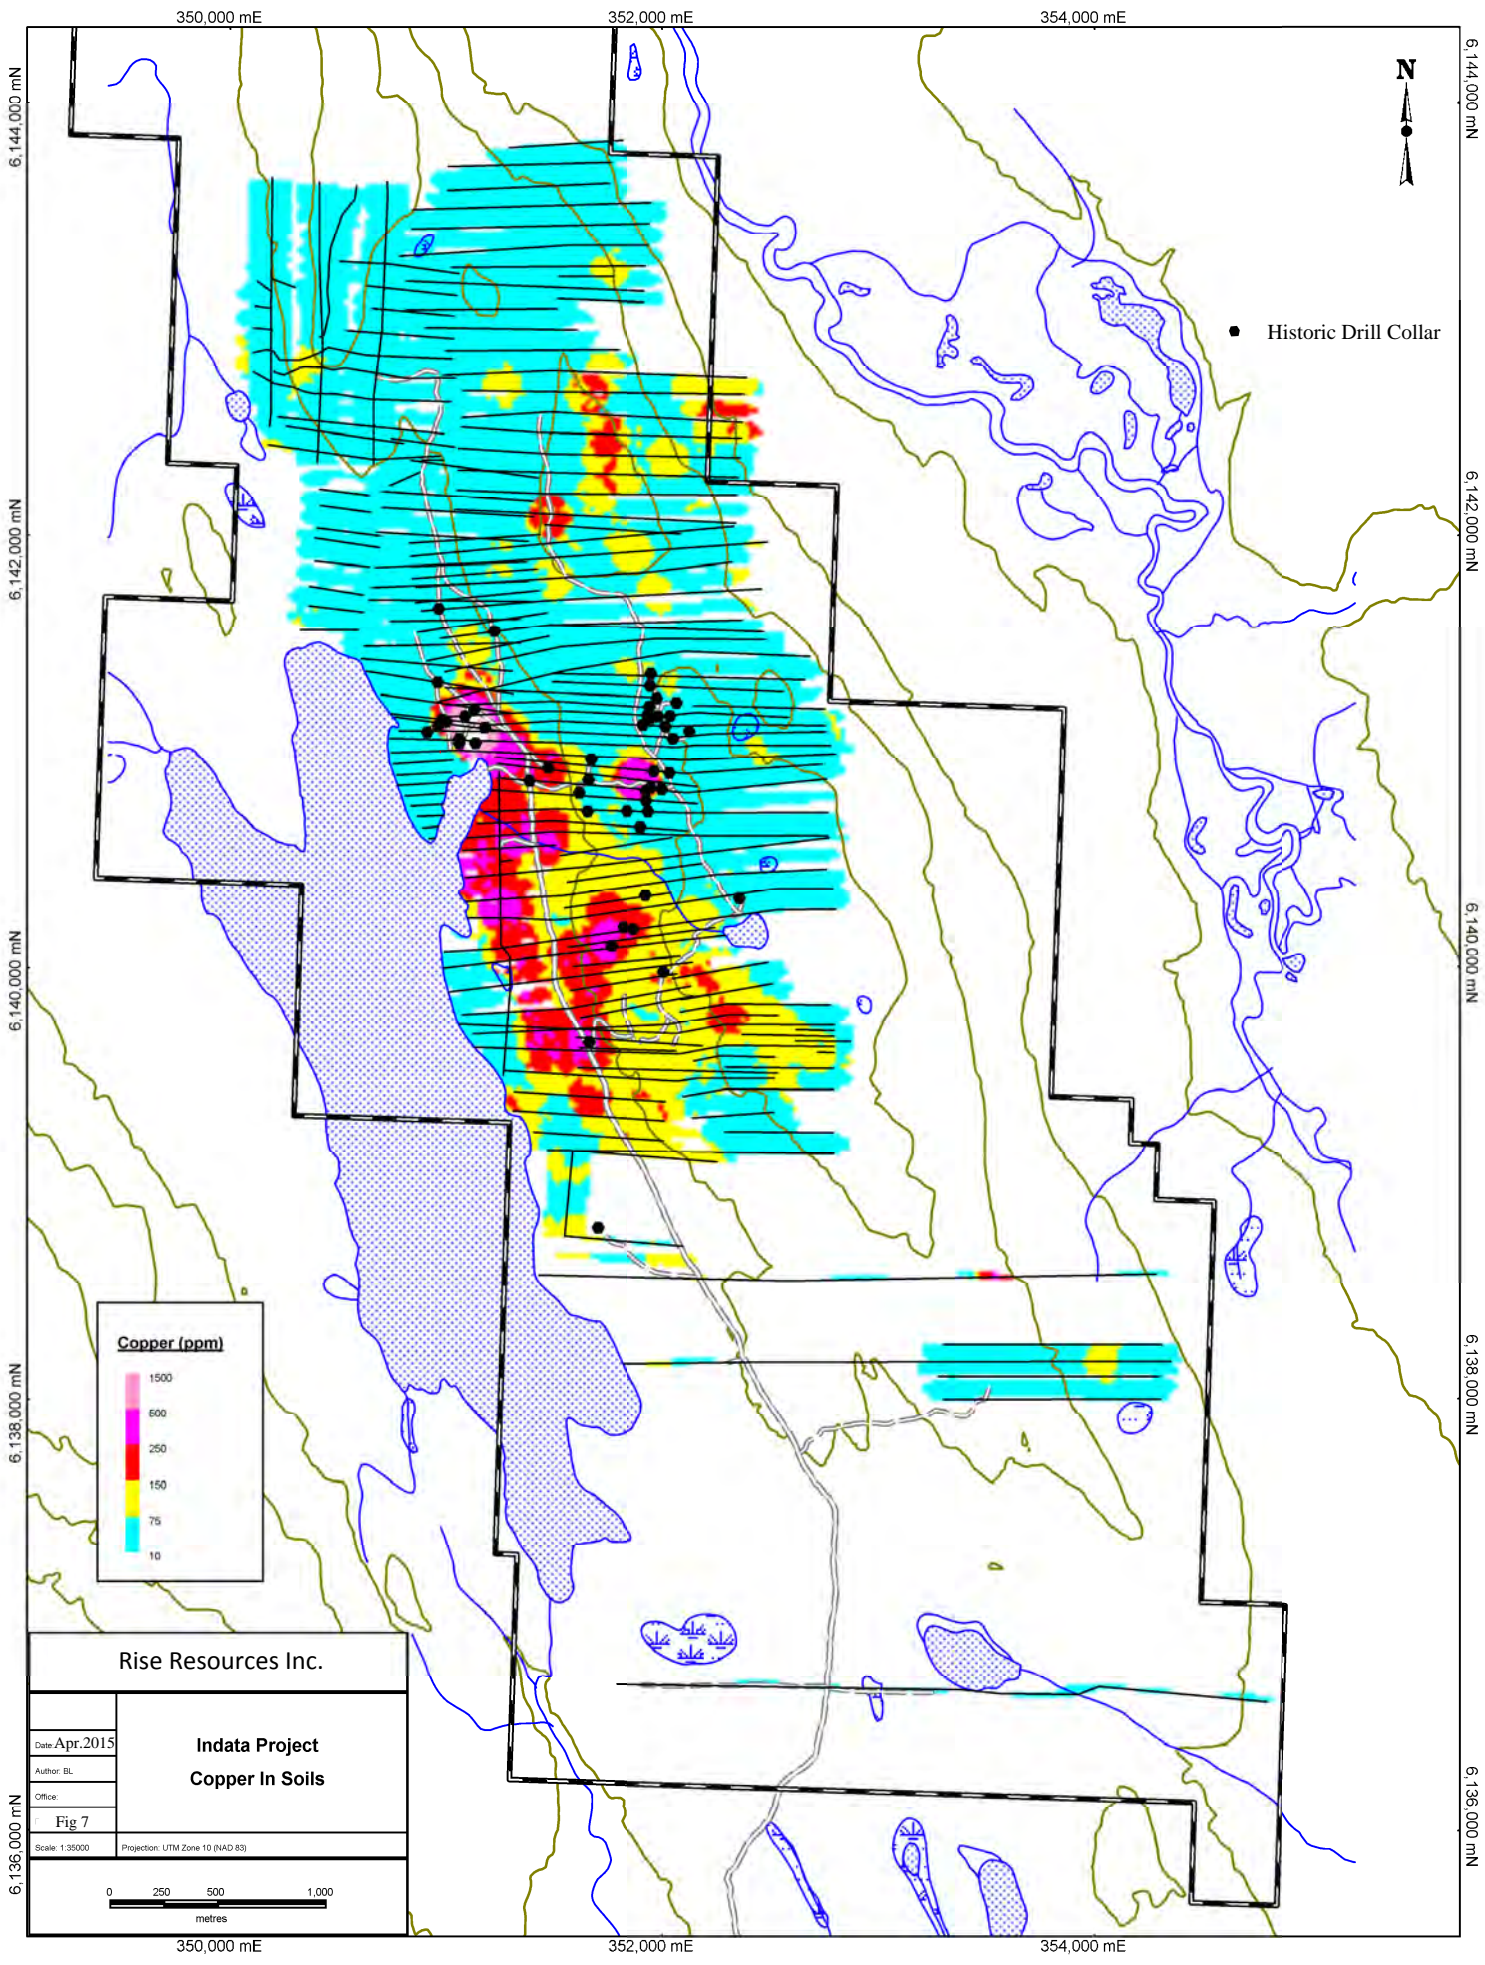 350,000 mE
352,000 mE
354,000 mE
6,144,000 mN
6,144,000 mN
N
Historic Drill Collar
6,142,000 mN
6,142,000 mN
6,140,000 mN
6,140,000 mN
6,138,000 mN
6,138,000 mN
Copper (ppm)
1500
600
250
150
75
10
Rise Resources Inc.
Date: Apr.2015
Author: BL
Office:
Fig 7
Scale: 1:35000
Indata Project
Copper In Soils
Projection: UTM Zone 10 (NAD 83)
0 250 500 1,000
metres
6,136,000 mN
6,136,000 mN
350,000 mE
352,000 mE
354,000 mE